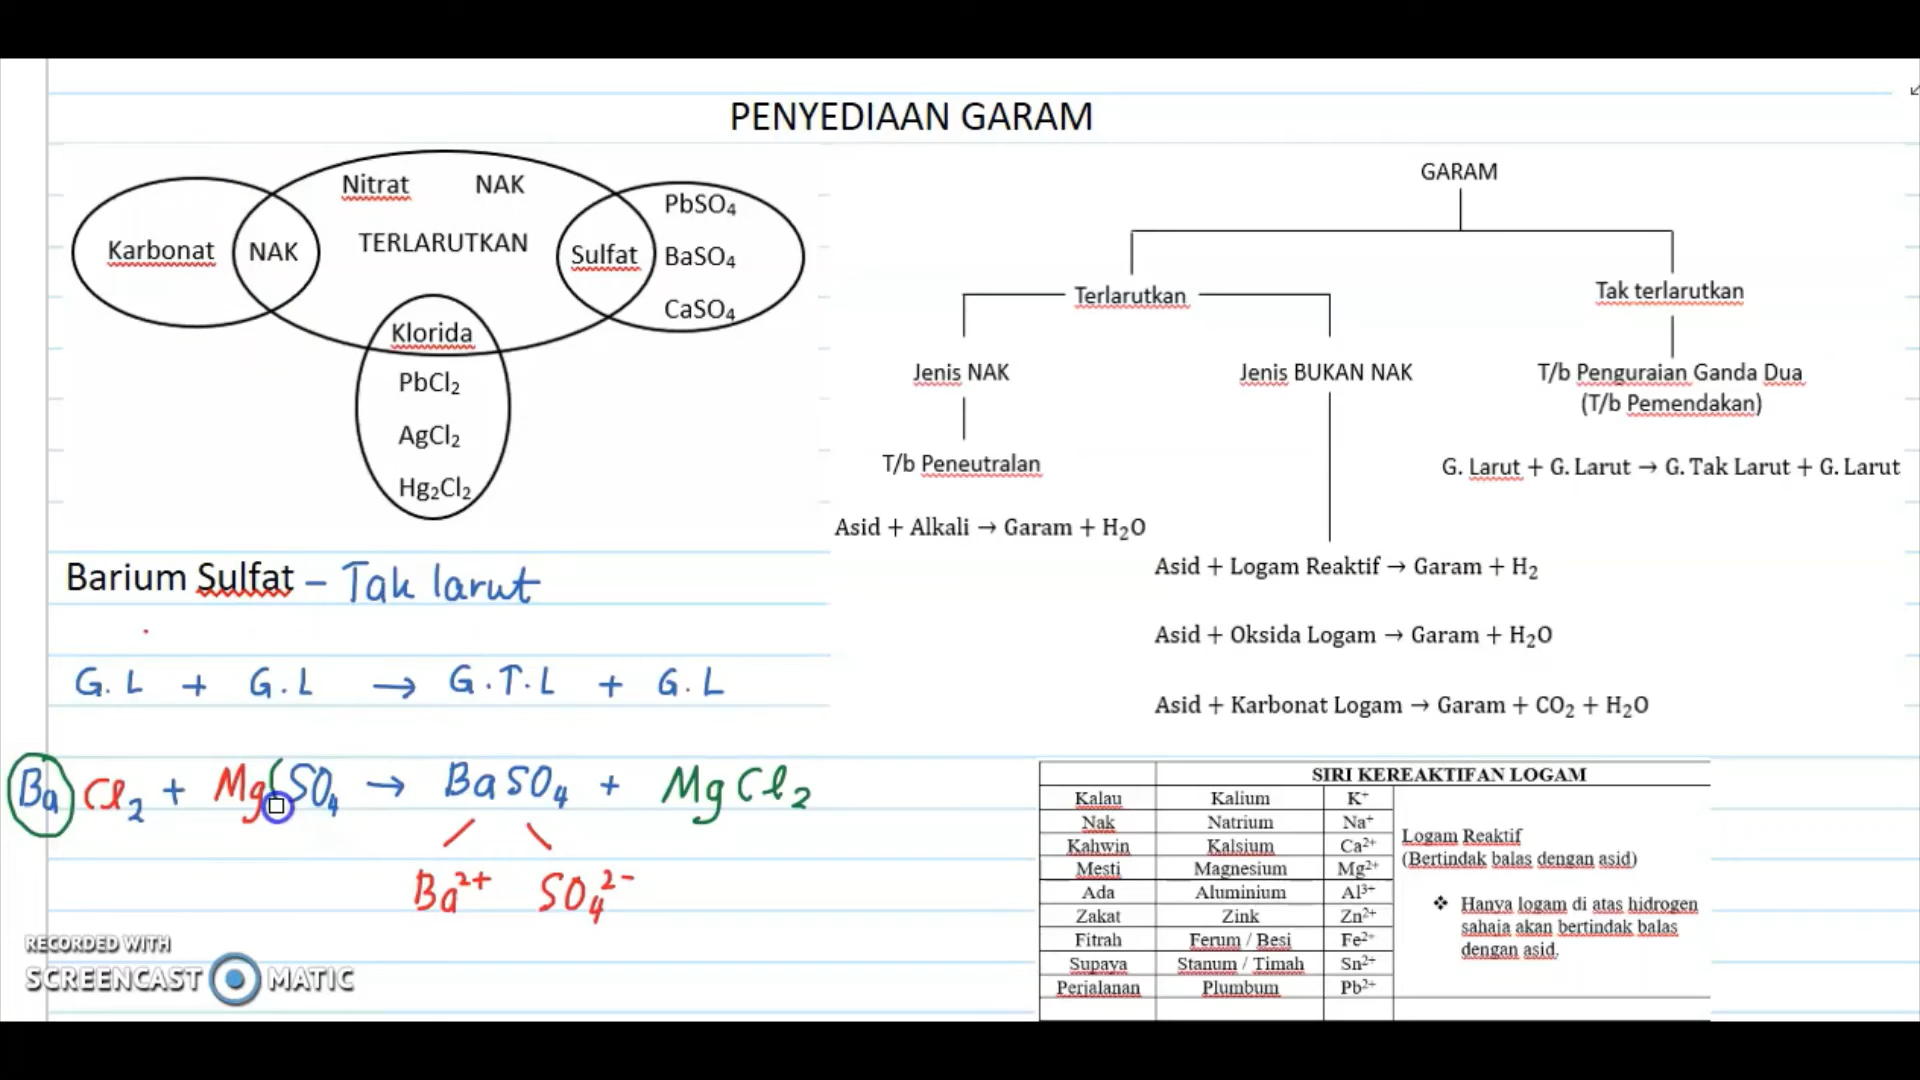 PENYEDIAAN GARAM
Nitrat NAK
Karbonat NAK TERLARUTKAN Sulfat
PbSO₄
BaSO₄
CaSO₄
Klorida
PbCl₂
AgCl₂
Hg₂Cl₂
GARAM
Terlarutkan
Tak terlarutkan
Jenis NAK
Jenis BUKAN NAK
T/b Penguraian Ganda Dua
(T/b Pemendakan)
T/b Peneutralan
G. Larut + G. Larut → G. Tak Larut + G. Larut
Asid + Alkali → Garam + H₂O
Asid + Logam Reaktif → Garam + H₂
Asid + Oksida Logam → Garam + H₂O
Asid + Karbonat Logam → Garam + CO₂ + H₂O
Barium Sulfat – Tak larut
G.L + G.L → G.T.L + G.L
BaCl₂ + Mg(SO₄ → BaSO₄ + MgCl₂
Ba²⁺ SO₄²⁻
SIRI KEREAKTIFAN LOGAM
Kalau Kalium K⁺
Nak Natrium Na⁺
Kahwin Kalsium Ca²⁺
Mesti Magnesium Mg²⁺
Ada Aluminium Al³⁺
Zakat Zink Zn²⁺
Fitrah Ferum / Besi Fe²⁺
Supaya Stanum / Timah Sn²⁺
Perjalanan Plumbum Pb²⁺
Logam Reaktif
(Bertindak balas dengan asid)
❖ Hanya logam di atas hidrogen
sahaja akan bertindak balas
dengan asid.
RECORDED WITH
SCREENCAST MATIC